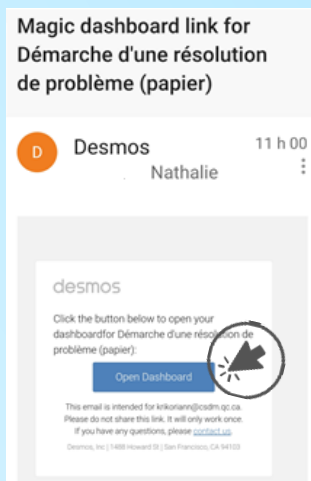 Magic dashboard link for
Démarche d'une résolution
de problème (papier)
D
Desmos
11 h 00
Nathalie
desmos
Click the button below to open your
dashboardfor Démarche d'une résolution de
problème (papier):
Open Dashboard
This email is intended for krikoriann@csdm.qc.ca.
Please do not share this link. It will only work once.
If you have any questions, please contact us.
Desmos, Inc | 1488 Howard St | San Francisco, CA 94103